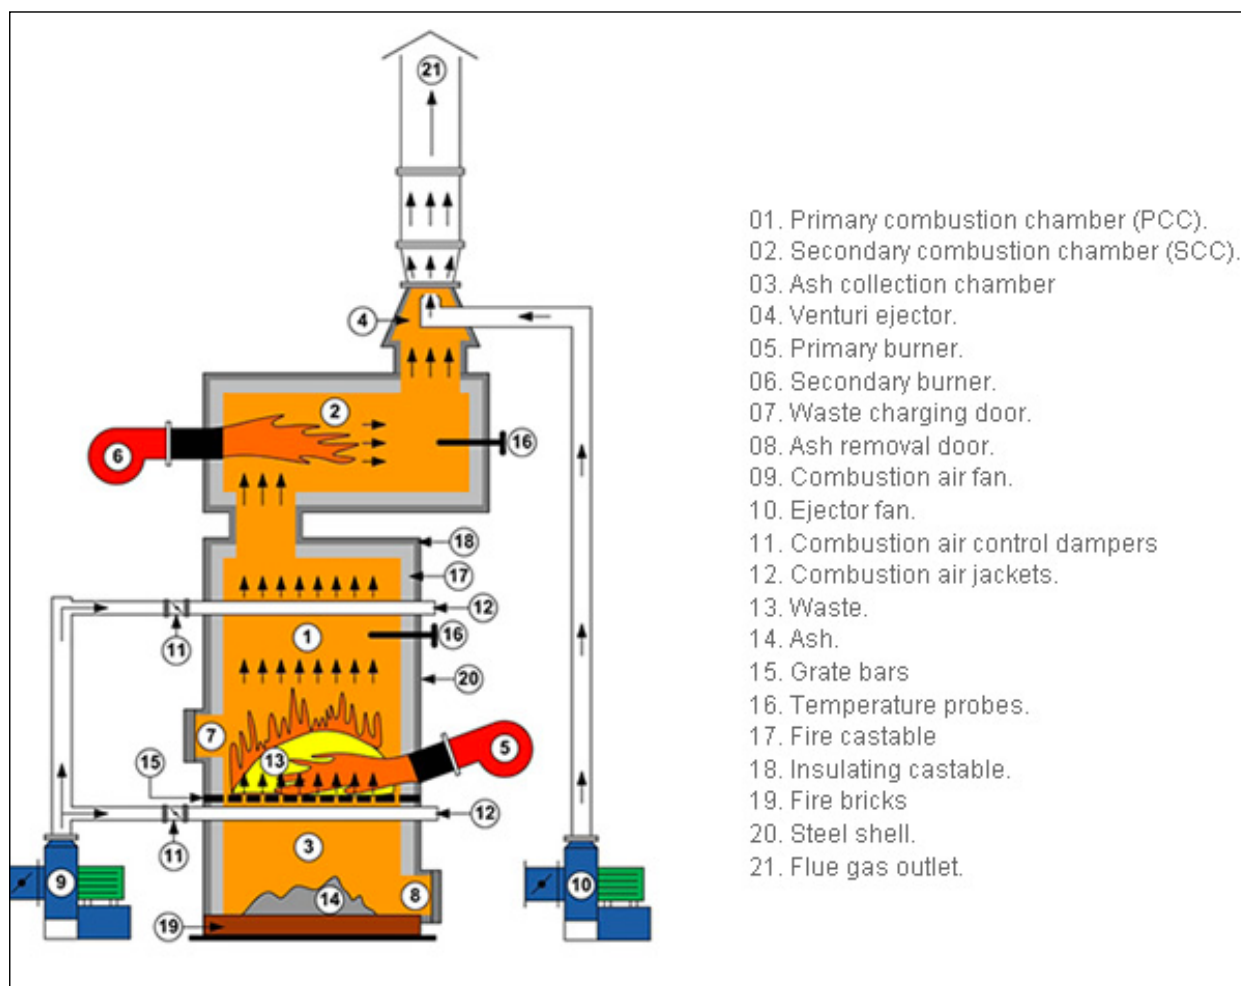 21
4
2
16
6
18
17
12
11
1
16
20
7
5
15
13
12
11
3
9
10
14
8
19
01. Primary combustion chamber (PCC).
02. Secondary combustion chamber (SCC).
03. Ash collection chamber
04. Venturi ejector.
05. Primary burner.
06. Secondary burner.
07. Waste charging door.
08. Ash removal door.
09. Combustion air fan.
10. Ejector fan.
11. Combustion air control dampers
12. Combustion air jackets.
13. Waste.
14. Ash.
15. Grate bars
16. Temperature probes.
17. Fire castable
18. Insulating castable.
19. Fire bricks
20. Steel shell.
21. Flue gas outlet.